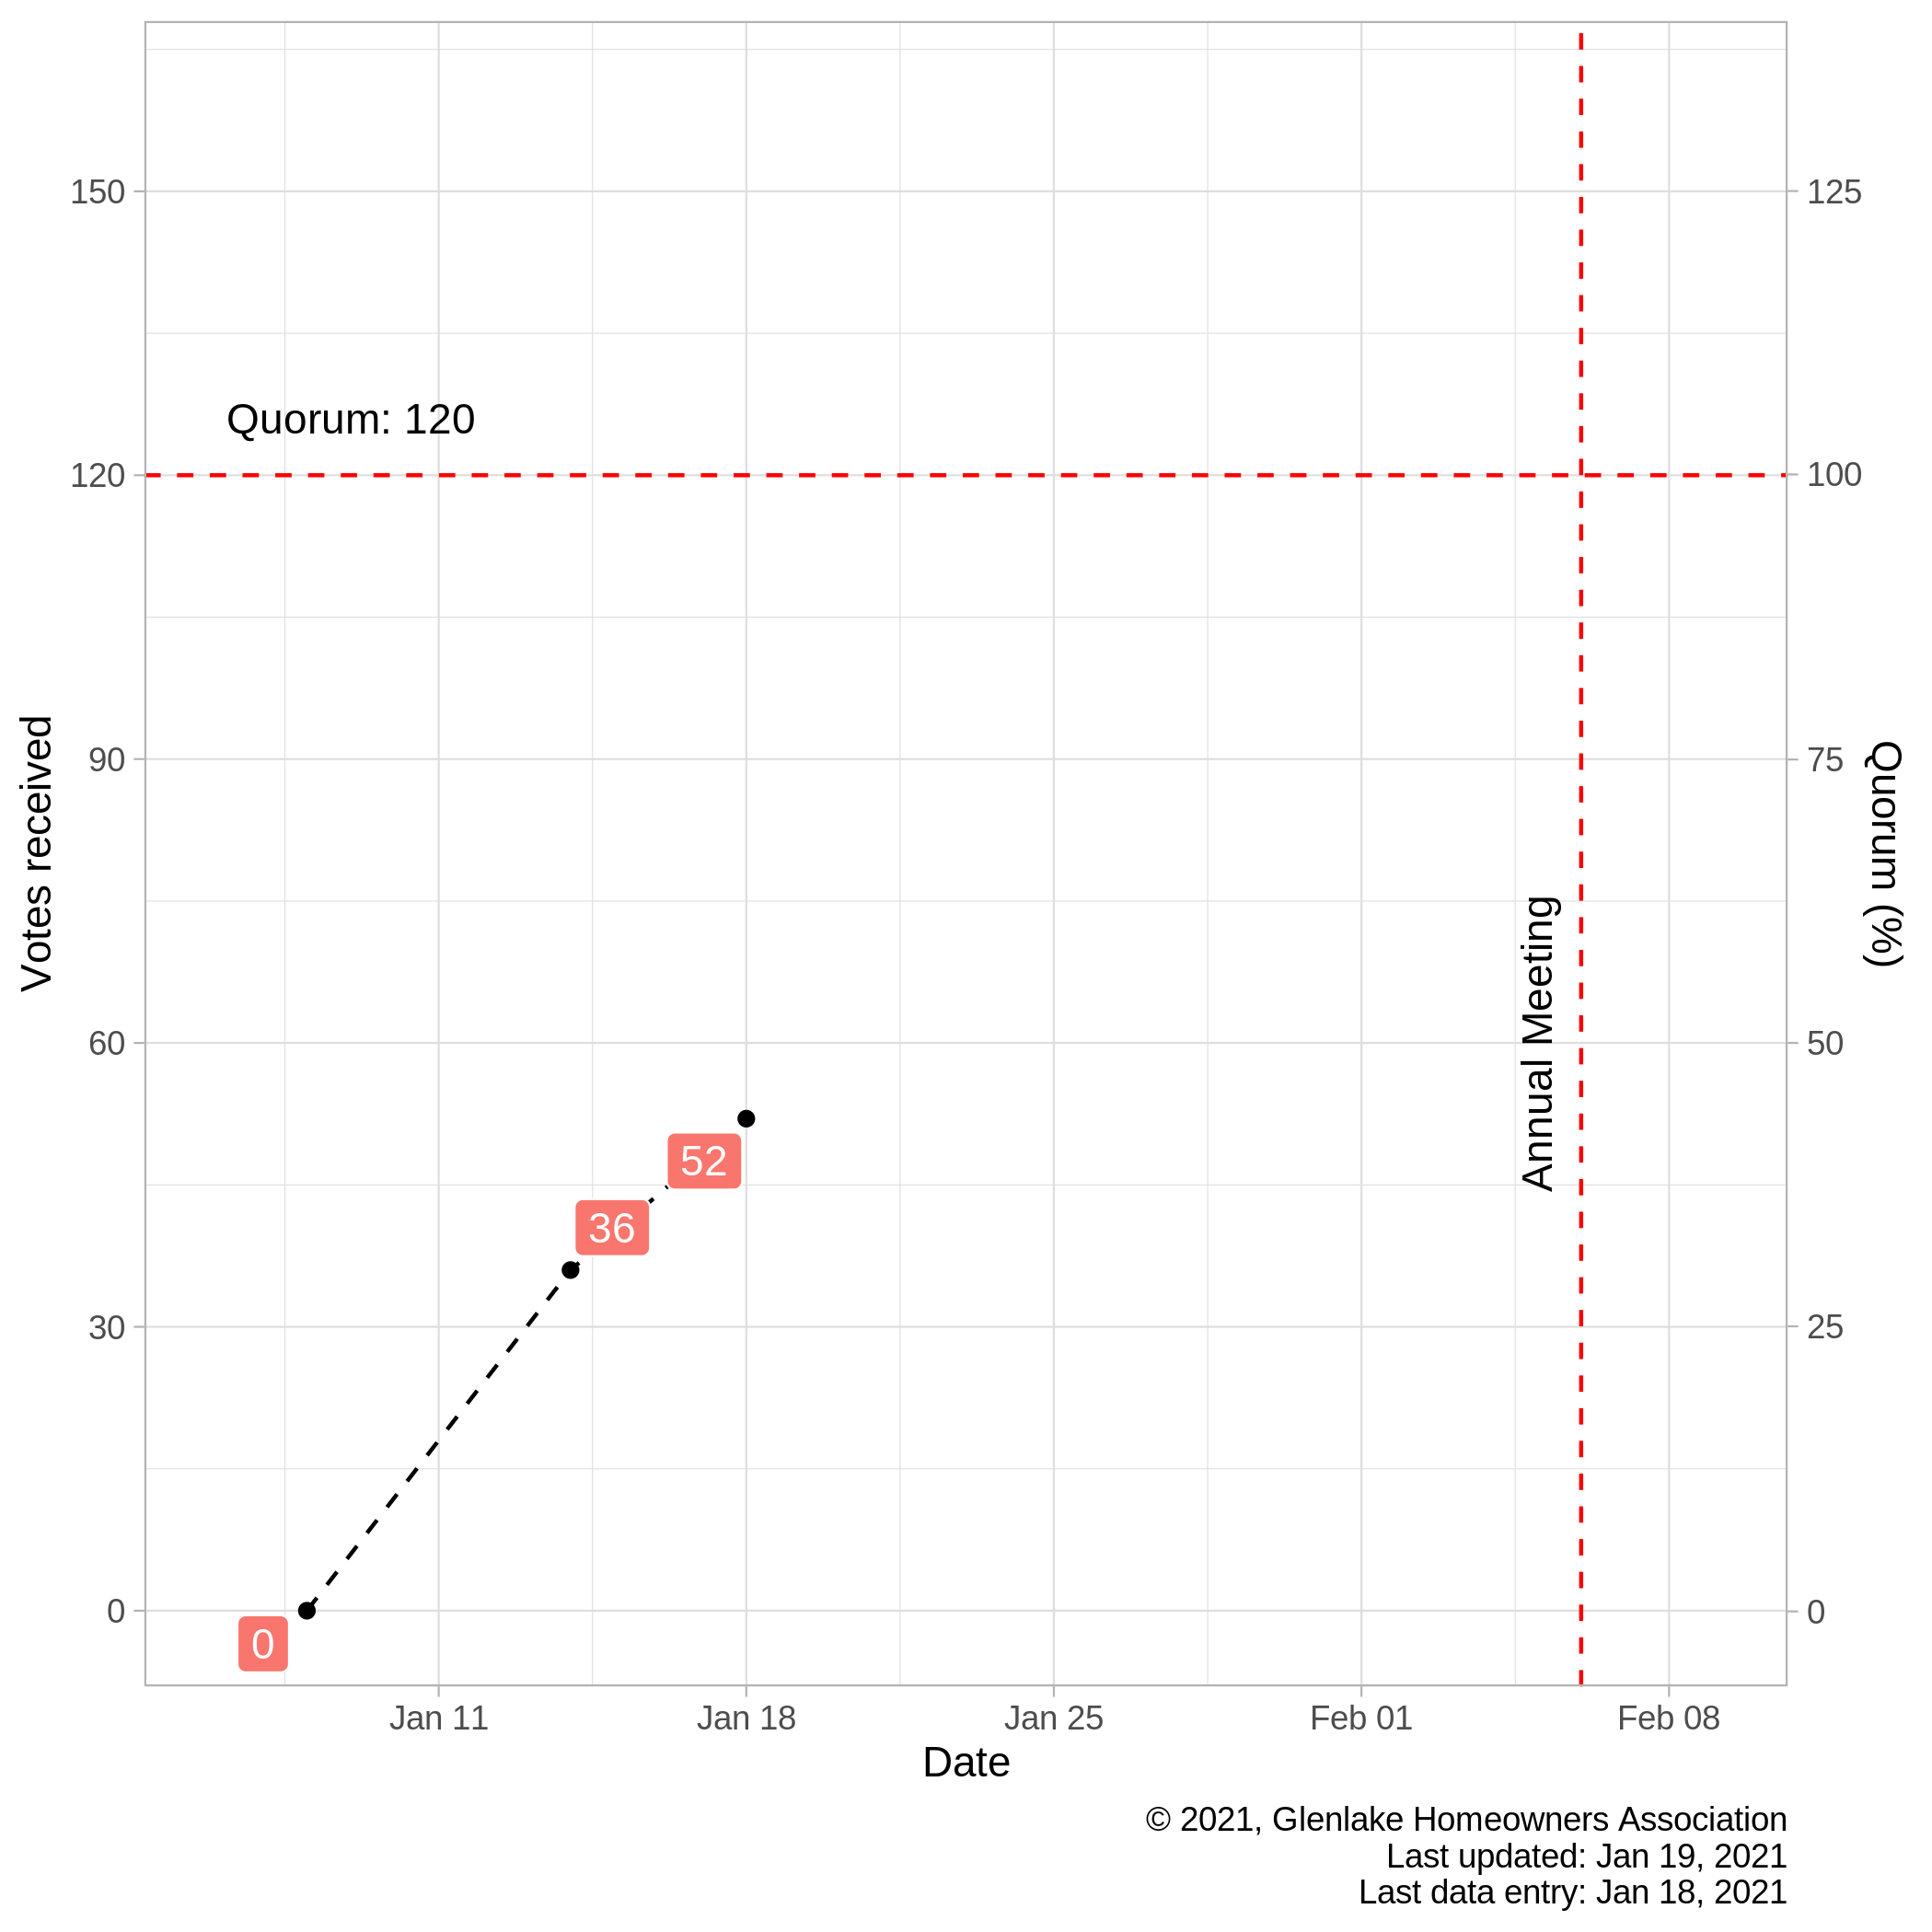 150
120
90
60
30
0
Votes received
125
100
75
50
25
0
Quorum (%)
Quorum: 120
Annual Meeting
52
36
0
Jan 11
Jan 18
Jan 25
Feb 01
Feb 08
Date
© 2021, Glenlake Homeowners Association
Last updated: Jan 19, 2021
Last data entry: Jan 18, 2021